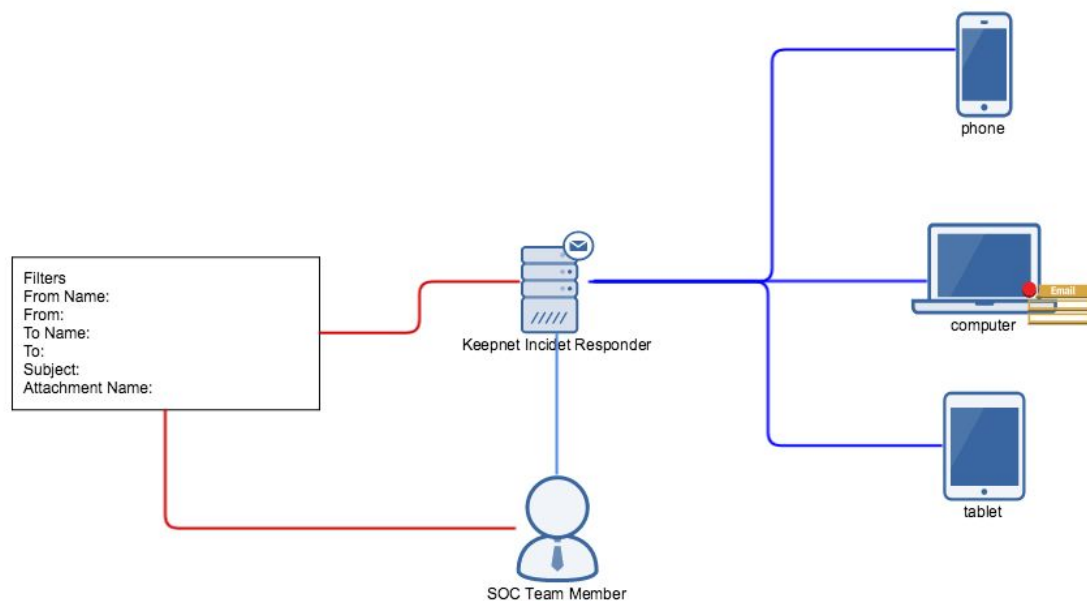 phone
Filters
From Name:
From:
To Name:
To:
Subject:
Attachment Name:
Keepnet Incidet Responder
Email
computer
tablet
SOC Team Member